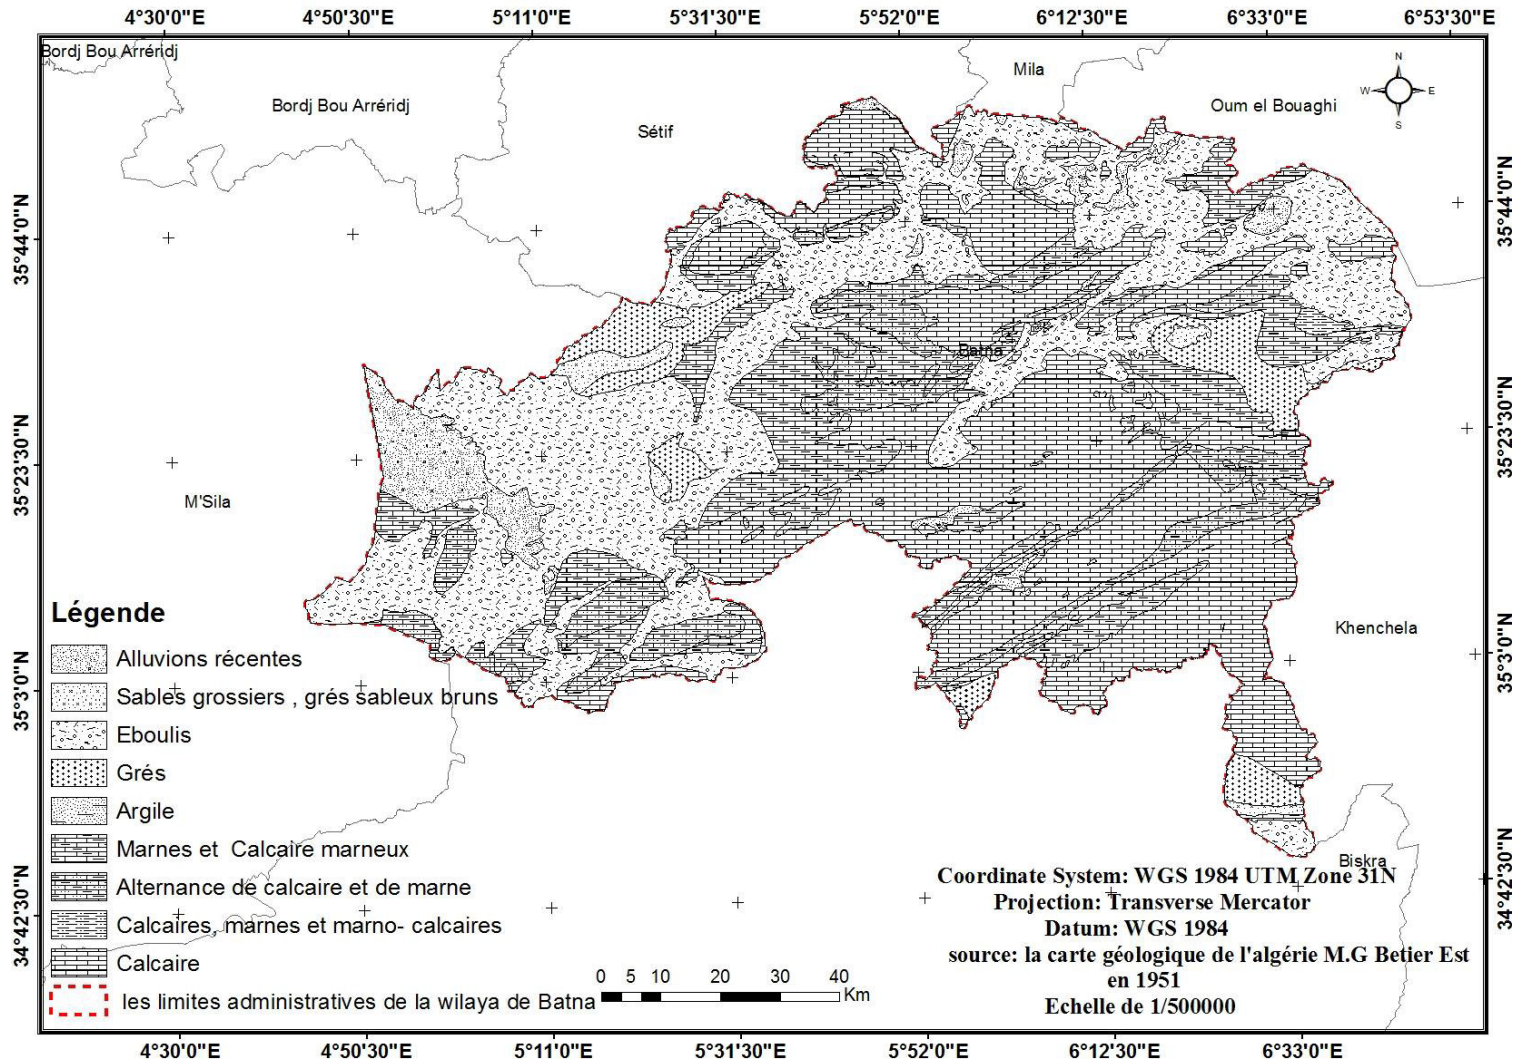 4°30'0"E 4°50'30"E 5°11'0"E 5°31'30"E 5°52'0"E 6°12'30"E 6°33'0"E 6°53'30"E
Bordj Bou Arréridj
Bordj Bou Arréridj
Sétif
Mila
Oum el Bouaghi
N
W E
S
35°44'0"N
35°44'0"N
Batna
35°23'30"N
35°23'30"N
M'Sila
Khenchela
35°3'0"N
35°3'0"N
Biskra
34°42'30"N
34°42'30"N
Légende
Alluvions récentes
Sables grossiers , grés sableux bruns
Eboulis
Grés
Argile
Marnes et Calcaire marneux
Alternance de calcaire et de marne
Calcaires, marnes et marno- calcaires
Calcaire
les limites administratives de la wilaya de Batna
0 5 10 20 30 40
Km
Coordinate System: WGS 1984 UTM Zone 31N
Projection: Transverse Mercator
Datum: WGS 1984
source: la carte géologique de l'algérie M.G Betier Est
en 1951
Echelle de 1/500000
4°30'0"E 4°50'30"E 5°11'0"E 5°31'30"E 5°52'0"E 6°12'30"E 6°33'0"E